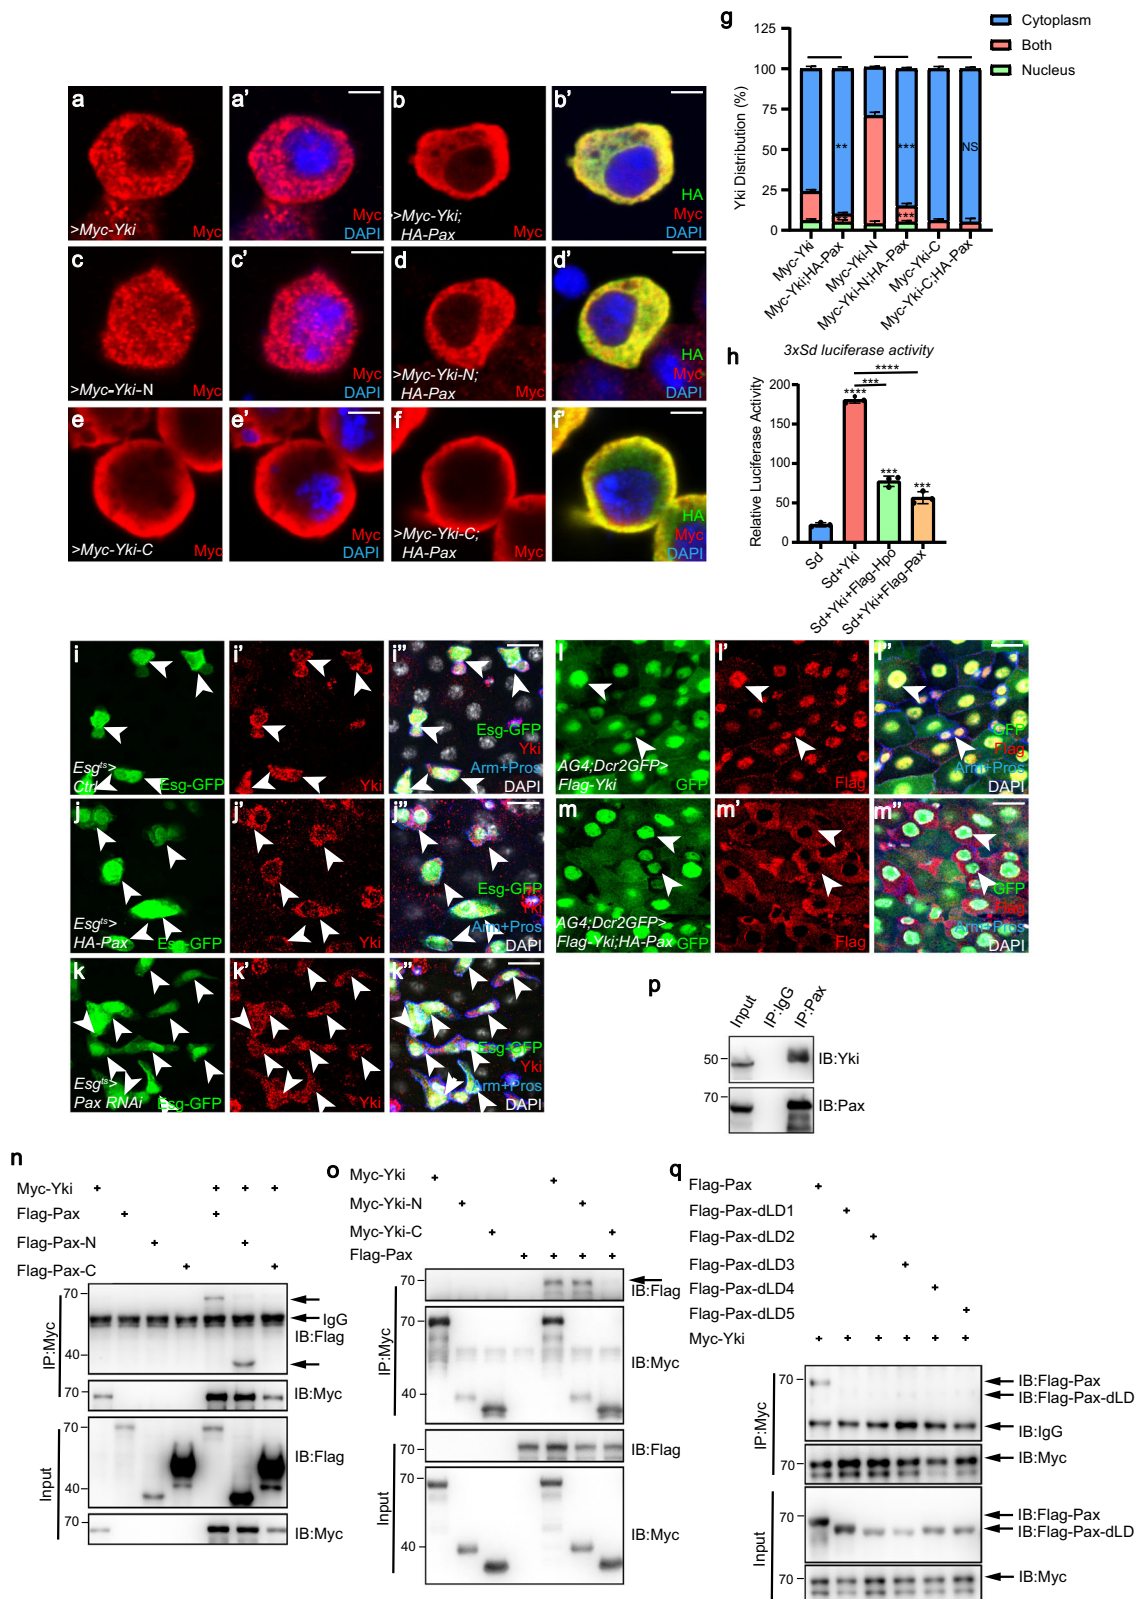 g
Cytoplasm
Both
Nucleus
Yki Distribution (%)
100
75
50
25
0
**
**
***
***
NS
Myc-Yki
Myc-Yki;HA-Pax
Myc-Yki-N
Myc-Yki-N;HA-Pax
Myc-Yki-C
Myc-Yki-C;HA-Pax
a
>Myc-Yki
Myc
a'
Myc
DAPI
b
>Myc-Yki;
HA-Pax
Myc
b'
HA
Myc
DAPI
c
>Myc-Yki-N
Myc
c'
Myc
DAPI
d
>Myc-Yki-N;
HA-Pax
Myc
d'
HA
Myc
DAPI
e
>Myc-Yki-C
Myc
e'
Myc
DAPI
f
>Myc-Yki-C;
HA-Pax
Myc
f'
HA
Myc
DAPI
h
3xSd luciferase activity
Relative Luciferase Activity
200
150
100
50
0
****
***
****
***
***
Sd
Sd+Yki
Sd+Yki+Flag-Hpo
Sd+Yki+Flag-Pax
i
Esgts>
Ctrl
Esg-GFP
i'
Yki
i''
Esg-GFP
Yki
Arm+Pros
DAPI
j
Esgts>
HA-Pax
Esg-GFP
j'
Yki
j''
Esg-GFP
Yki
Arm+Pros
DAPI
k
Esgts>
Pax RNAi
Esg-GFP
k'
Yki
k''
Esg-GFP
Yki
Arm+Pros
DAPI
l
AG4;Dcr2GFP>
Flag-Yki
GFP
l'
Flag
l''
GFP
Flag
Arm+Pros
DAPI
m
AG4;Dcr2GFP>
Flag-Yki;HA-Pax
GFP
m'
Flag
m''
GFP
Flag
Arm+Pros
DAPI
p
Input
IP:IgG
IP:Pax
50
IB:Yki
70
IB:Pax
n
Myc-Yki + + + +
Flag-Pax + +
Flag-Pax-N + +
Flag-Pax-C + +
IP:Myc
70
IgG
IB:Flag
40
70
IB:Myc
Input
70
IB:Flag
40
70
IB:Myc
o
Myc-Yki + +
Myc-Yki-N + +
Myc-Yki-C + +
Flag-Pax + + + +
IP:Myc
70
IB:Flag
70
IB:Myc
40
Input
70
IB:Flag
70
IB:Myc
40
q
Flag-Pax +
Flag-Pax-dLD1 +
Flag-Pax-dLD2 +
Flag-Pax-dLD3 +
Flag-Pax-dLD4 +
Flag-Pax-dLD5 +
Myc-Yki + + + + + +
IP:Myc
70
IB:Flag-Pax
IB:Flag-Pax-dLD
IB:IgG
70
IB:Myc
Input
70
IB:Flag-Pax
IB:Flag-Pax-dLD
70
IB:Myc